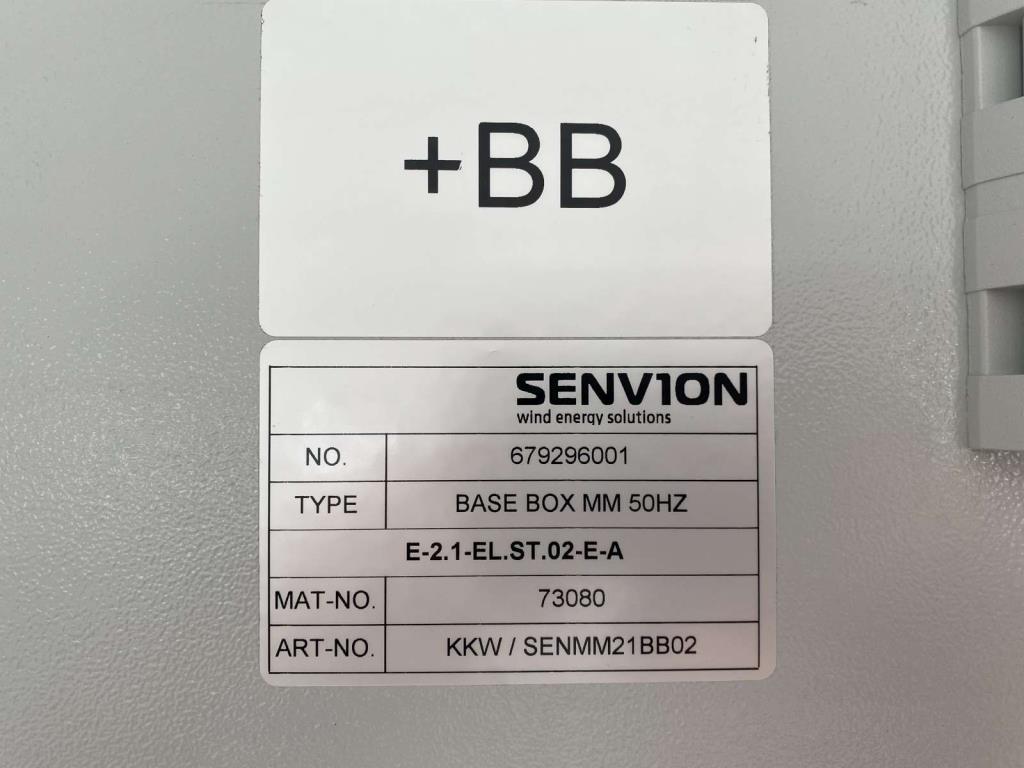 +BB
SENVION
wind energy solutions
NO. 679296001
TYPE BASE BOX MM 50HZ
E-2.1-EL.ST.02-E-A
MAT-NO. 73080
ART-NO. KKW / SENMM21BB02